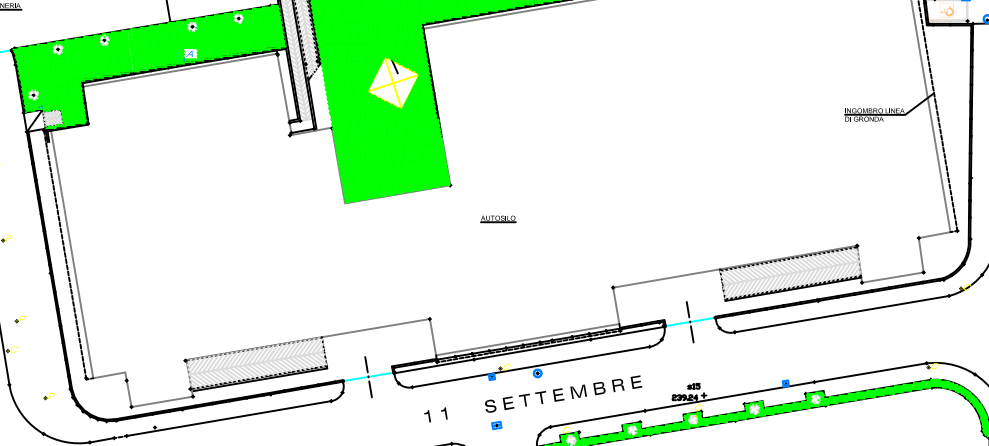 NERIA
A
INGOMBRO LINEA
DI GRONDA
AUTOSILO
11 SETTEMBRE
s15
239.24 +